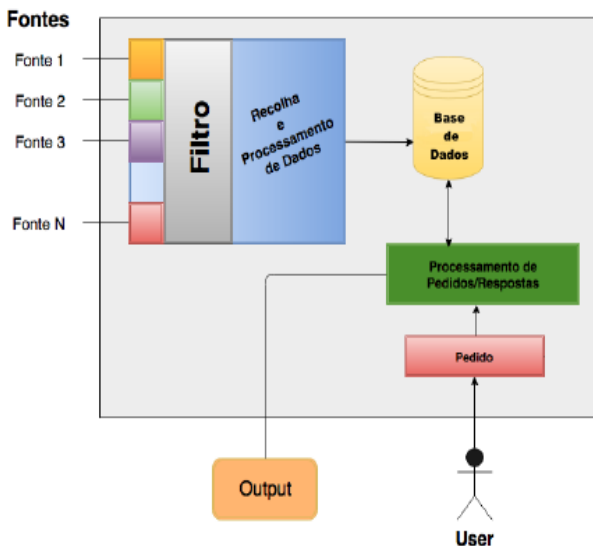 Fontes
Fonte 1
Fonte 2
Fonte 3
Fonte N
Filtro
Recolha
e
Processamento
de Dados
Base
de
Dados
Processamento de
Pedidos/Respostas
Pedido
Output
User